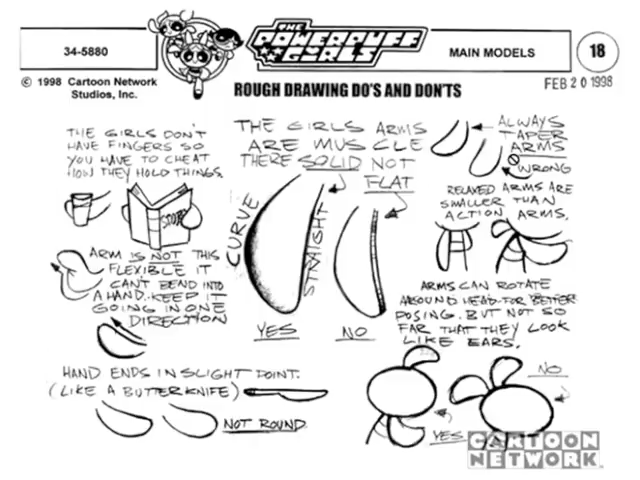 34-5880
THE
POWERPUFF
GIRLS
MAIN MODELS
18
© 1998 Cartoon Network
Studios, Inc.
FEB 20 1998
ROUGH DRAWING DO'S AND DON'TS
THE GIRLS DON'T
HAVE FINGERS SO
YOU HAVE TO CHEAT
HOW THEY HOLD THINGS.
STORY
ARM IS NOT THIS
FLEXIBLE IT
CAN'T BEND INTO
A HAND. KEEP IT
GOING IN ONE
DIRECTION
HAND ENDS IN SLIGHT POINT.
(LIKE A BUTTERKNIFE)
NOT ROUND.
THE GIRLS ARMS
ARE MUSCLE
THERE SOLID NOT
FLAT
CURVE
STRAIGHT
YES
NO
ALWAYS
TAPER
ARMS
WRONG
RELAXED ARMS ARE
SMALLER THAN
ACTION ARMS.
ARMS CAN ROTATE
AROUND HEAD FOR BETTER
POSING. BUT NOT SO
FAR THAT THEY LOOK
LIKE EARS.
NO
YES
CARTOON
NETWORK